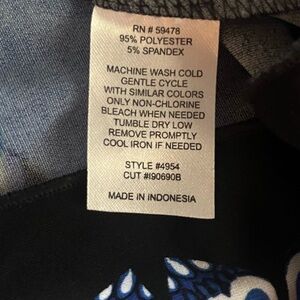 RN # 59478
95% POLYESTER
5% SPANDEX
MACHINE WASH COLD
GENTLE CYCLE
WITH SIMILAR COLORS
ONLY NON-CHLORINE
BLEACH WHEN NEEDED
TUMBLE DRY LOW
REMOVE PROMPTLY
COOL IRON IF NEEDED
STYLE #4954
CUT #I90690B
MADE IN INDONESIA